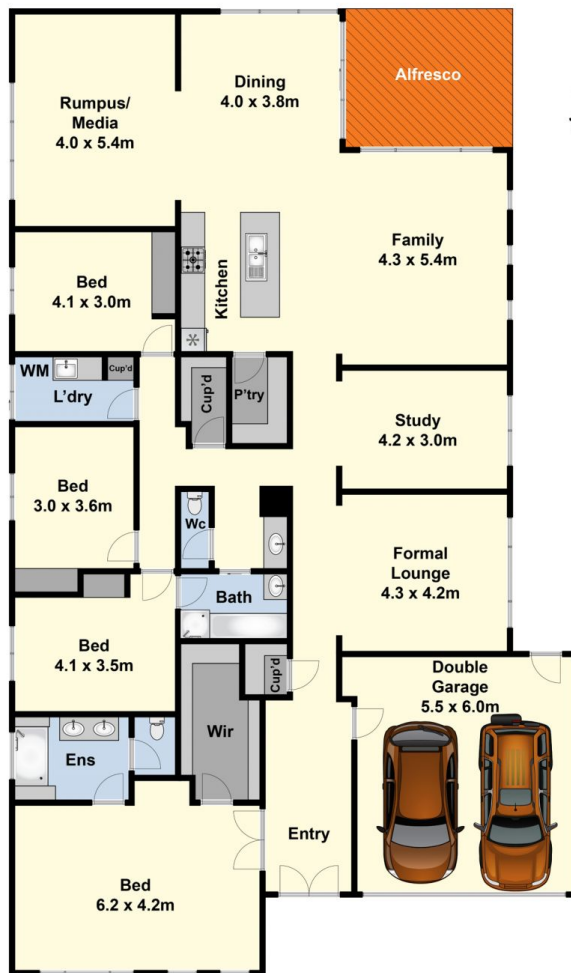 Rumpus/
Media
4.0 x 5.4m
Dining
4.0 x 3.8m
Alfresco
Family
4.3 x 5.4m
Kitchen
Bed
4.1 x 3.0m
WM
Cup'd
L'dry
Cup'd
P'try
Study
4.2 x 3.0m
Bed
3.0 x 3.6m
Wc
Formal
Lounge
4.3 x 4.2m
Bath
Bed
4.1 x 3.5m
Cup'd
Double
Garage
5.5 x 6.0m
Wir
Ens
Entry
Bed
6.2 x 4.2m